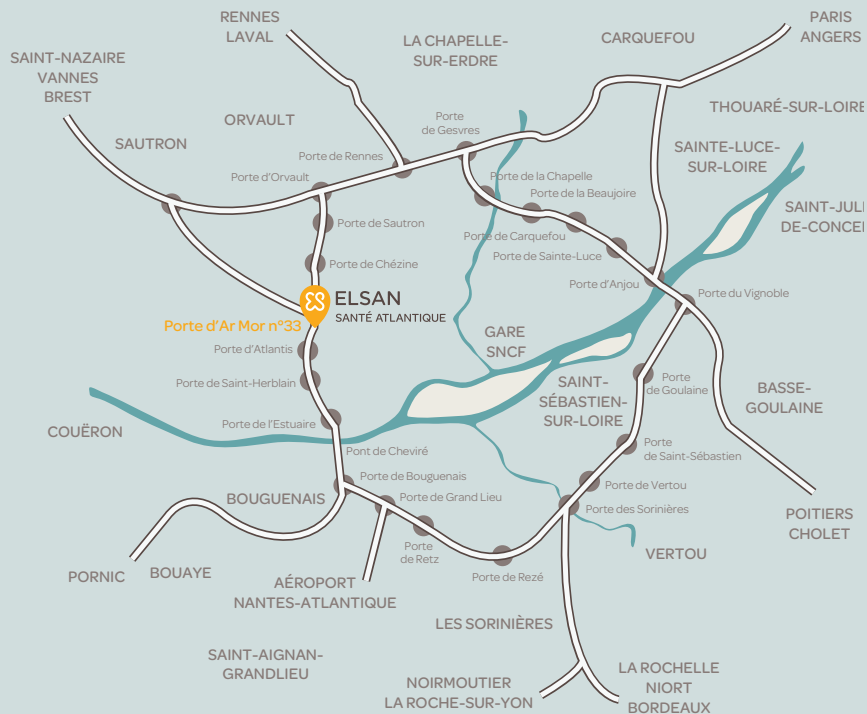 RENNES
LAVAL
PARIS
ANGERS
LA CHAPELLE-
SUR-ERDRE
CARQUEFOU
SAINT-NAZAIRE
VANNES
BREST
THOUARÉ-SUR-LOIRE
ORVAULT
SAUTRON
Porte
de Gesvres
SAINTE-LUCE-
SUR-LOIRE
Porte de Rennes
Porte d'Orvault
Porte de la Chapelle
Porte de la Beaujoire
SAINT-JULI
DE-CONCEL
Porte de Sautron
Porte de Carquefou
Porte de Sainte-Luce
Porte de Chézine
Porte d'Anjou
Porte du Vignoble
ELSAN
SANTÉ ATLANTIQUE
Porte d'Ar Mor n°33
GARE
SNCF
Porte d'Atlantis
Porte de Saint-Herblain
SAINT-
SÉBASTIEN-
SUR-LOIRE
Porte
de Goulaine
BASSE-
GOULAINE
Porte de l'Estuaire
COUËRON
Pont de Cheviré
Porte
de Saint-Sébastien
Porte de Bouguenais
Porte de Vertou
BOUGUENAIS
Porte de Grand Lieu
Porte des Sorinières
POITIERS
CHOLET
Porte
de Retz
VERTOU
PORNIC
BOUAYE
AÉROPORT
NANTES-ATLANTIQUE
Porte de Rezé
LES SORINIÈRES
SAINT-AIGNAN-
GRANDLIEU
NOIRMOUTIER
LA ROCHE-SUR-YON
LA ROCHELLE
NIORT
BORDEAUX